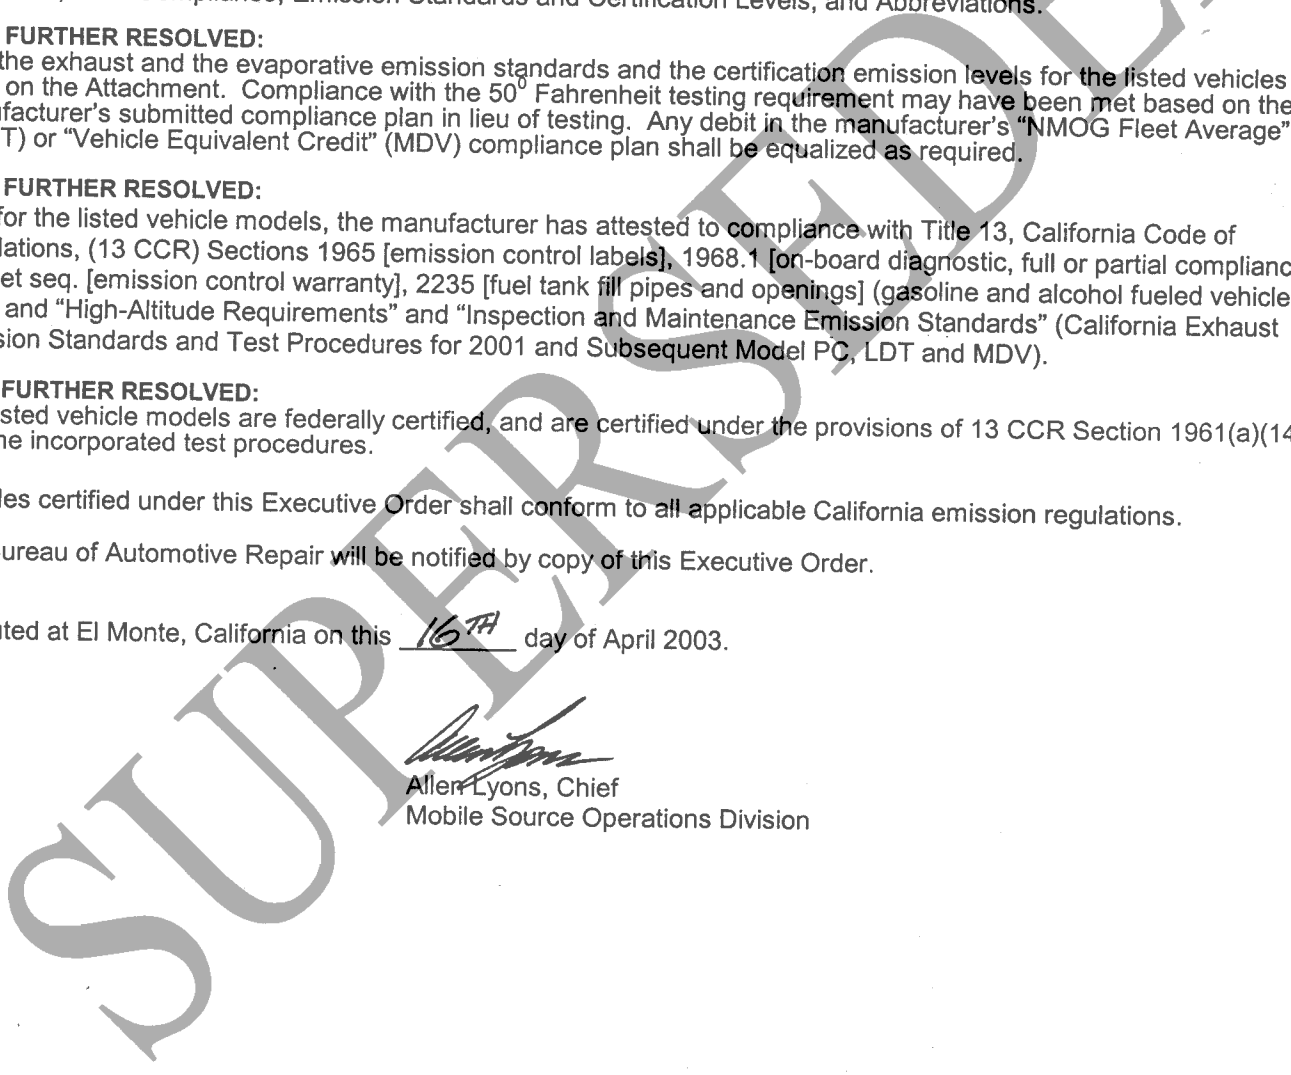 mpliance, Emission Standards and Certification Levels, and Abbreviations.
FURTHER RESOLVED:
the exhaust and the evaporative emission standards and the certification emission levels for the listed vehicles
on the Attachment. Compliance with the 50⁰ Fahrenheit testing requirement may have been met based on the
facturer's submitted compliance plan in lieu of testing. Any debit in the manufacturer's “NMOG Fleet Average”
T) or “Vehicle Equivalent Credit” (MDV) compliance plan shall be equalized as required.
FURTHER RESOLVED:
for the listed vehicle models, the manufacturer has attested to compliance with Title 13, California Code of
lations, (13 CCR) Sections 1965 [emission control labels], 1968.1 [on-board diagnostic, full or partial complianc
et seq. [emission control warranty], 2235 [fuel tank fill pipes and openings] (gasoline and alcohol fueled vehicle
and “High-Altitude Requirements” and “Inspection and Maintenance Emission Standards” (California Exhaust
sion Standards and Test Procedures for 2001 and Subsequent Model PC, LDT and MDV).
FURTHER RESOLVED:
sted vehicle models are federally certified, and are certified under the provisions of 13 CCR Section 1961(a)(14
he incorporated test procedures.
les certified under this Executive Order shall conform to all applicable California emission regulations.
ureau of Automotive Repair will be notified by copy of this Executive Order.
uted at El Monte, California on this 16TH day of April 2003.
Allen Lyons
Allen Lyons, Chief
Mobile Source Operations Division
SUPERSEDE